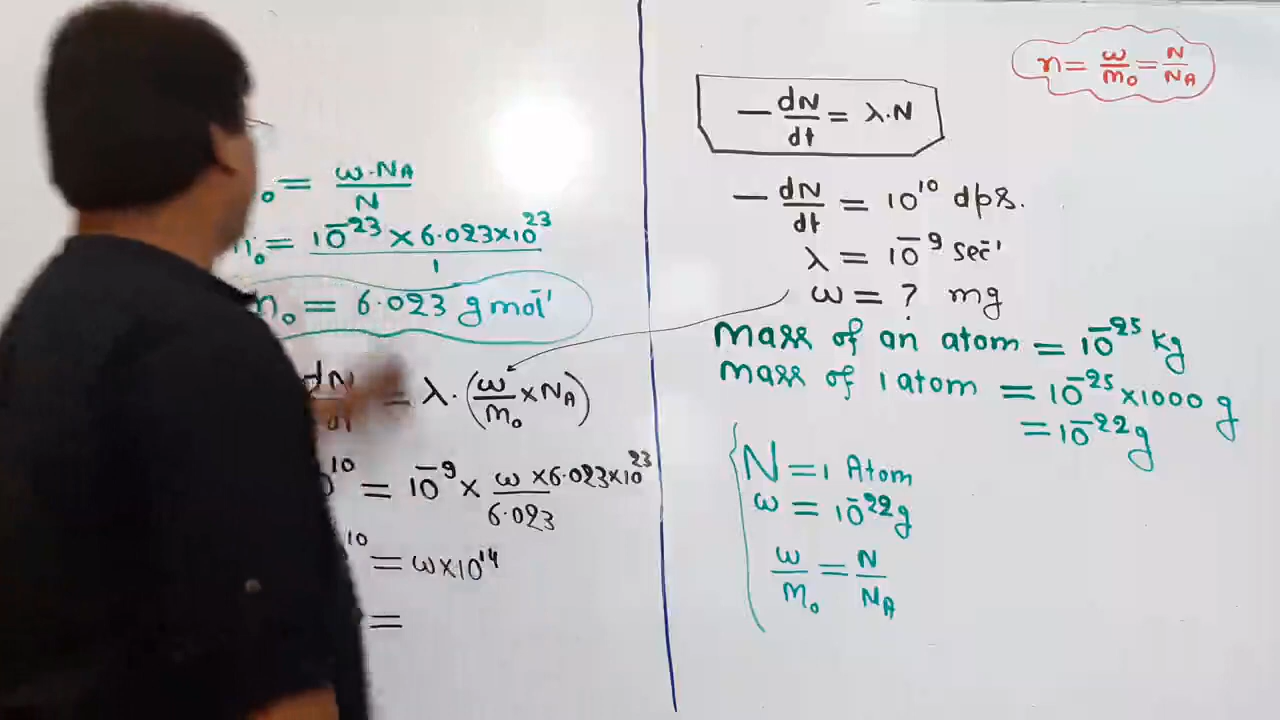 n = ω/m₀ = N/N_A
₀ = ω·N_A/N
m₀ = 10⁻²³ × 6.023×10²³/1
m₀ = 6.023 g mol⁻¹
dN/dt = λ·(ω/m₀ × N_A)
10 = 10⁻⁹ × ω × 6.023×10²³/6.023
10 = ω×10¹⁴
=
- dN/dt = λ·N
- dN/dt = 10¹⁰ dps.
λ = 10⁻⁹ sec⁻¹
ω = ? mg
mass of an atom = 10⁻²⁵ kg
mass of 1 atom = 10⁻²⁵ ×1000 g
= 10⁻²² g
N = 1 Atom
ω = 10⁻²² g
ω/m₀ = N/N_A